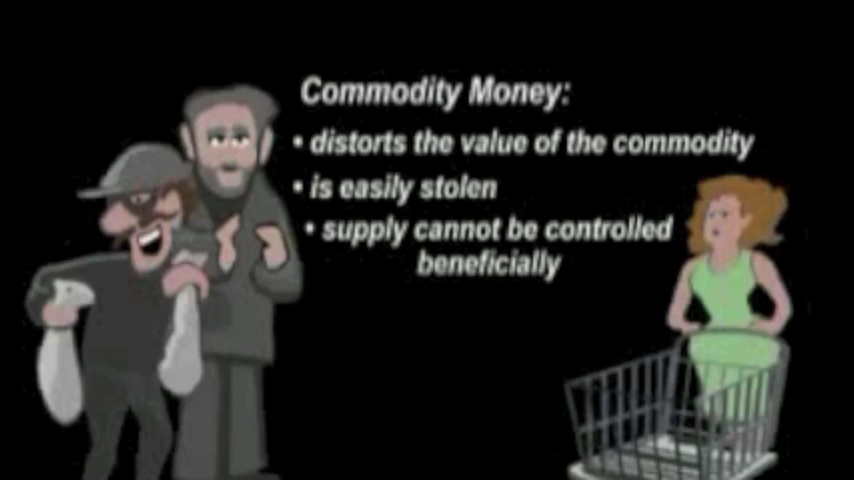 Commodity Money:
• distorts the value of the commodity
• is easily stolen
• supply cannot be controlled
beneficially